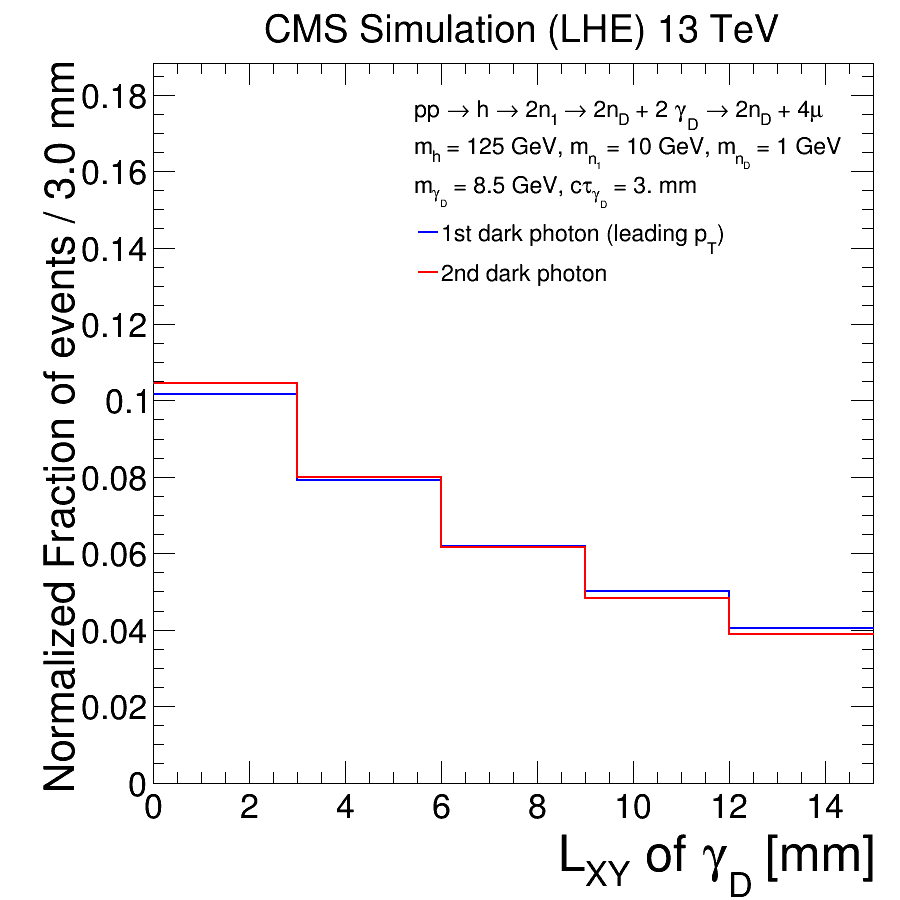 CMS Simulation (LHE) 13 TeV
Normalized Fraction of events / 3.0 mm
0.18
0.16
0.14
0.12
0.1
0.08
0.06
0.04
0.02
0
pp → h → 2n₁ → 2n_D + 2 γ_D → 2n_D + 4μ
m_h = 125 GeV, m_n₁ = 10 GeV, m_n_D = 1 GeV
m_γ_D = 8.5 GeV, cτ_γ_D = 3. mm
1st dark photon (leading p_T)
2nd dark photon
0 2 4 6 8 10 12 14
L_XY of γ_D [mm]